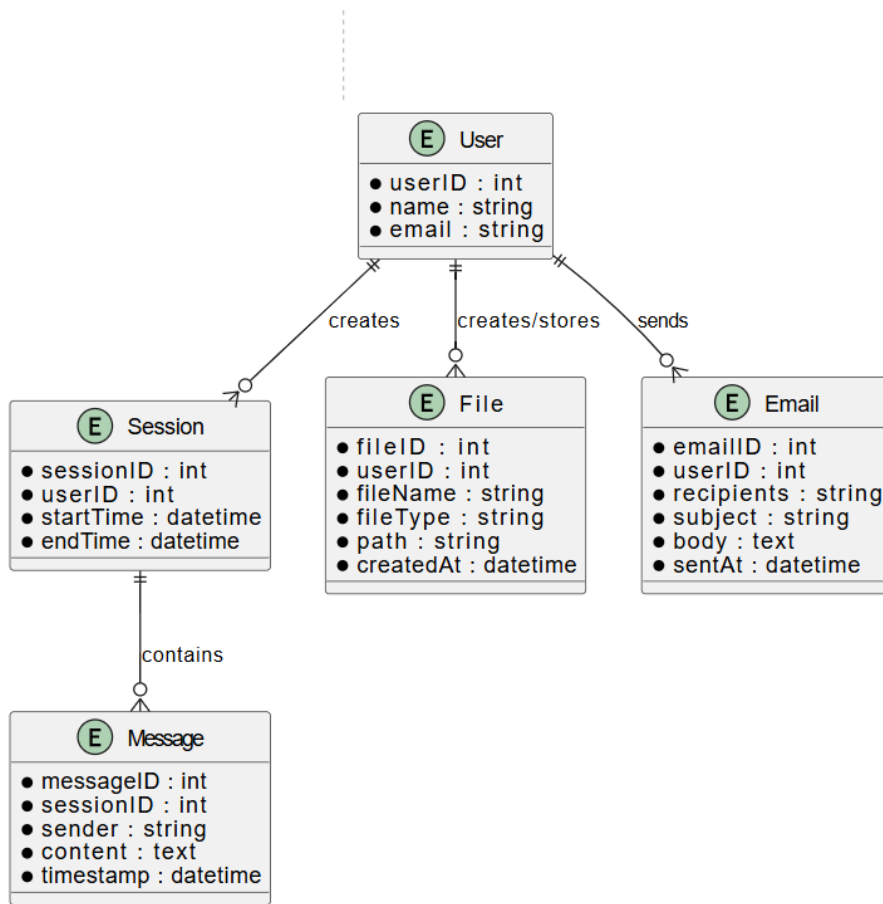 E User
userID : int
name : string
email : string
creates
creates/stores
sends
E Session
sessionID : int
userID : int
startTime : datetime
endTime : datetime
E File
fileID : int
userID : int
fileName : string
fileType : string
path : string
createdAt : datetime
E Email
emailID : int
userID : int
recipients : string
subject : string
body : text
sentAt : datetime
contains
E Message
messageID : int
sessionID : int
sender : string
content : text
timestamp : datetime